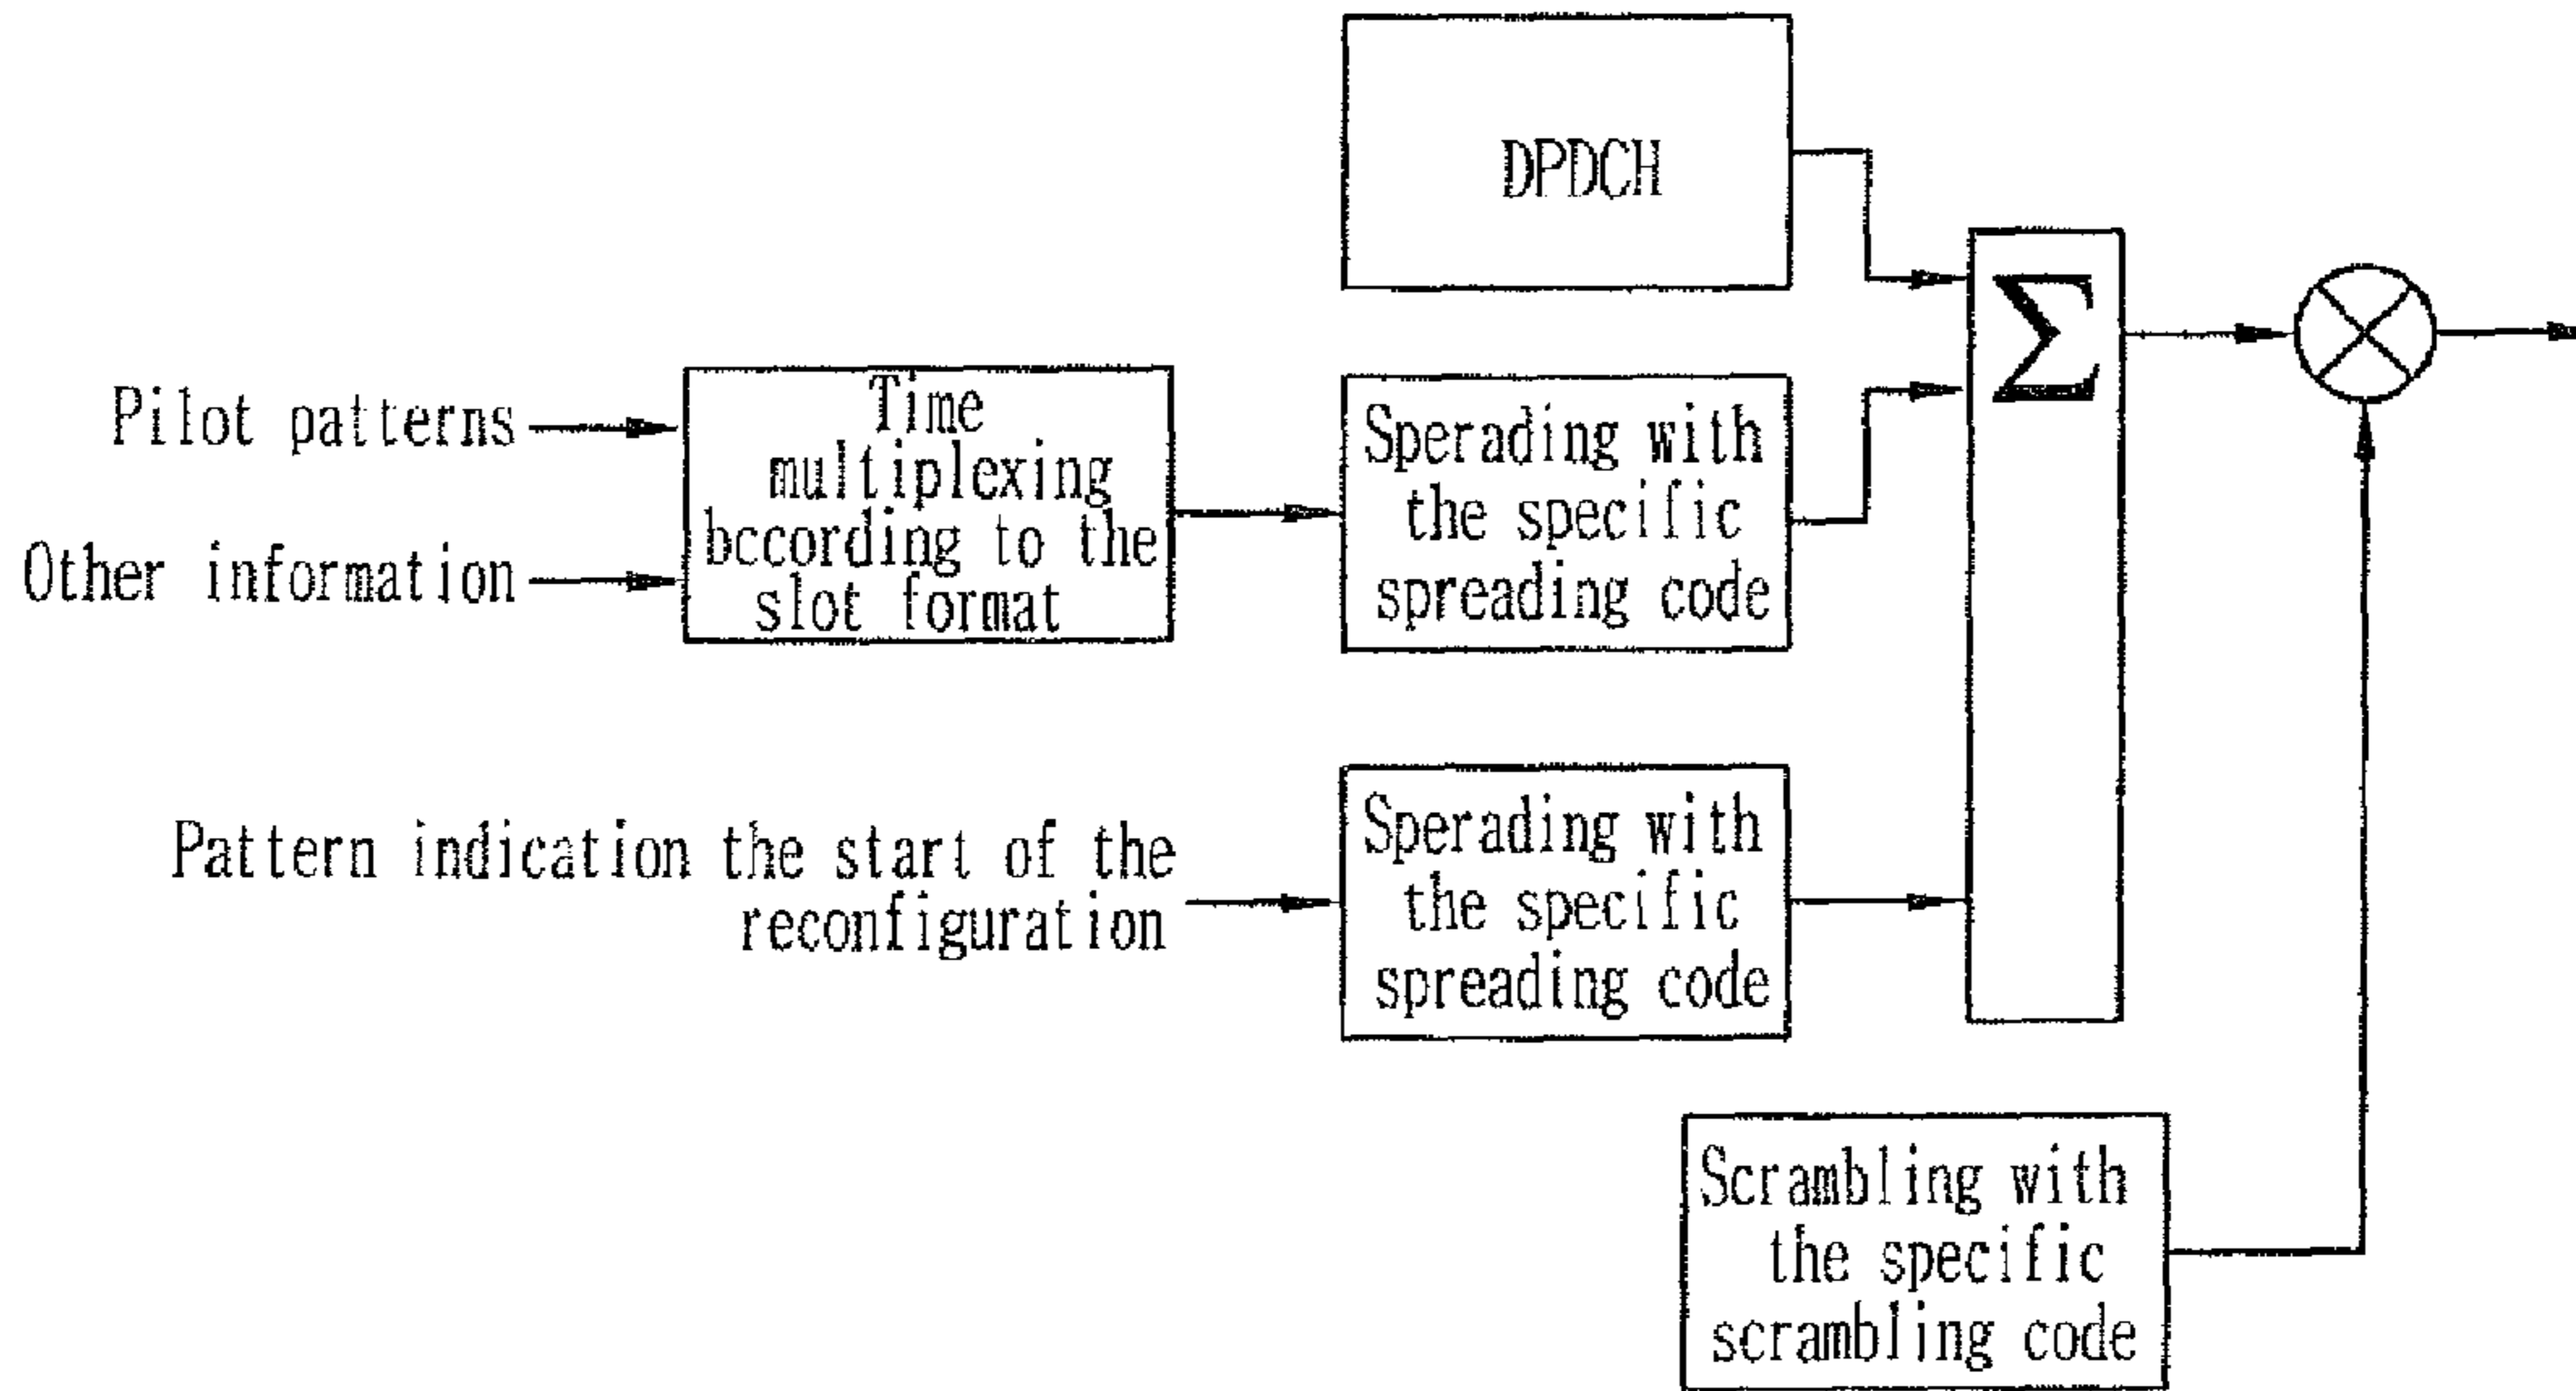 DPDCH
Σ
Pilot patterns
Other information
Time
multiplexing
bccording to the
slot format
Sperading with
the specific
spreading code
Pattern indication the start of the
reconfiguration
Sperading with
the specific
spreading code
Scrambling with
the specific
scrambling code